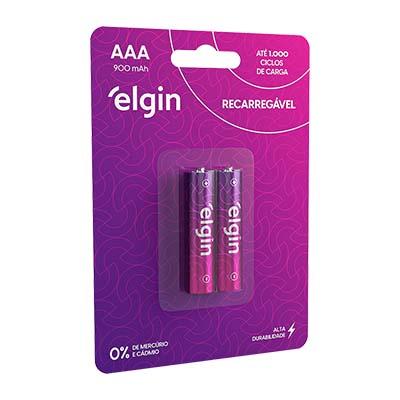 AAA
900 mAh
elgin
ATÉ 1.000
CICLOS
DE CARGA
RECARREGÁVEL
elgin
elgin
0% DE MERCÚRIO
E CÁDMIO
ALTA
DURABILIDADE